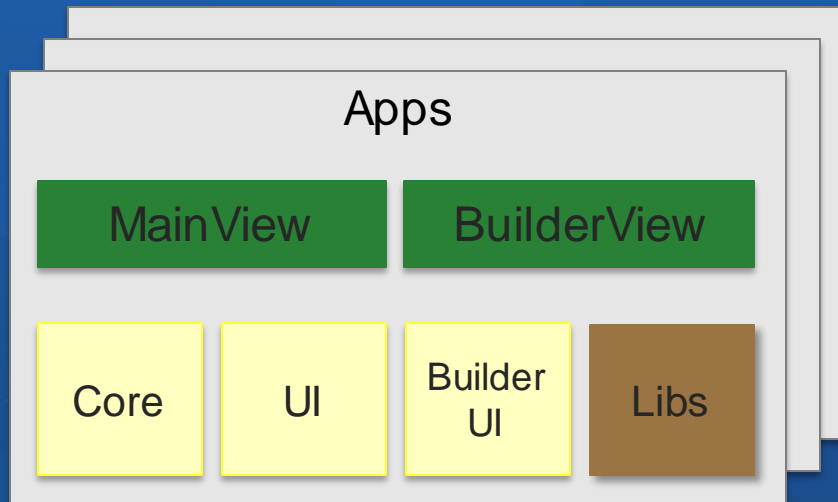 Apps
MainView
BuilderView
Core
UI
Builder
UI
Libs